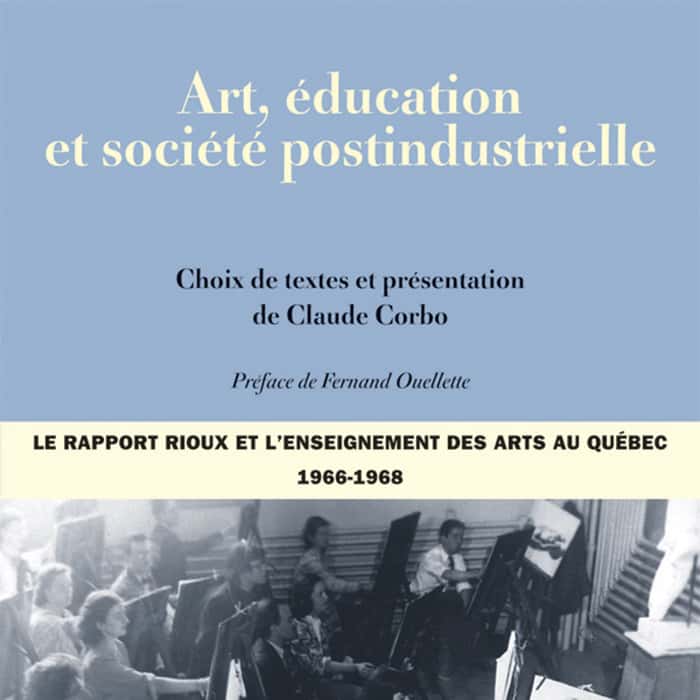 Art, éducation
et société postindustrielle
Choix de textes et présentation
de Claude Corbo
Préface de Fernand Ouellette
LE RAPPORT RIOUX ET L'ENSEIGNEMENT DES ARTS AU QUÉBEC
1966-1968